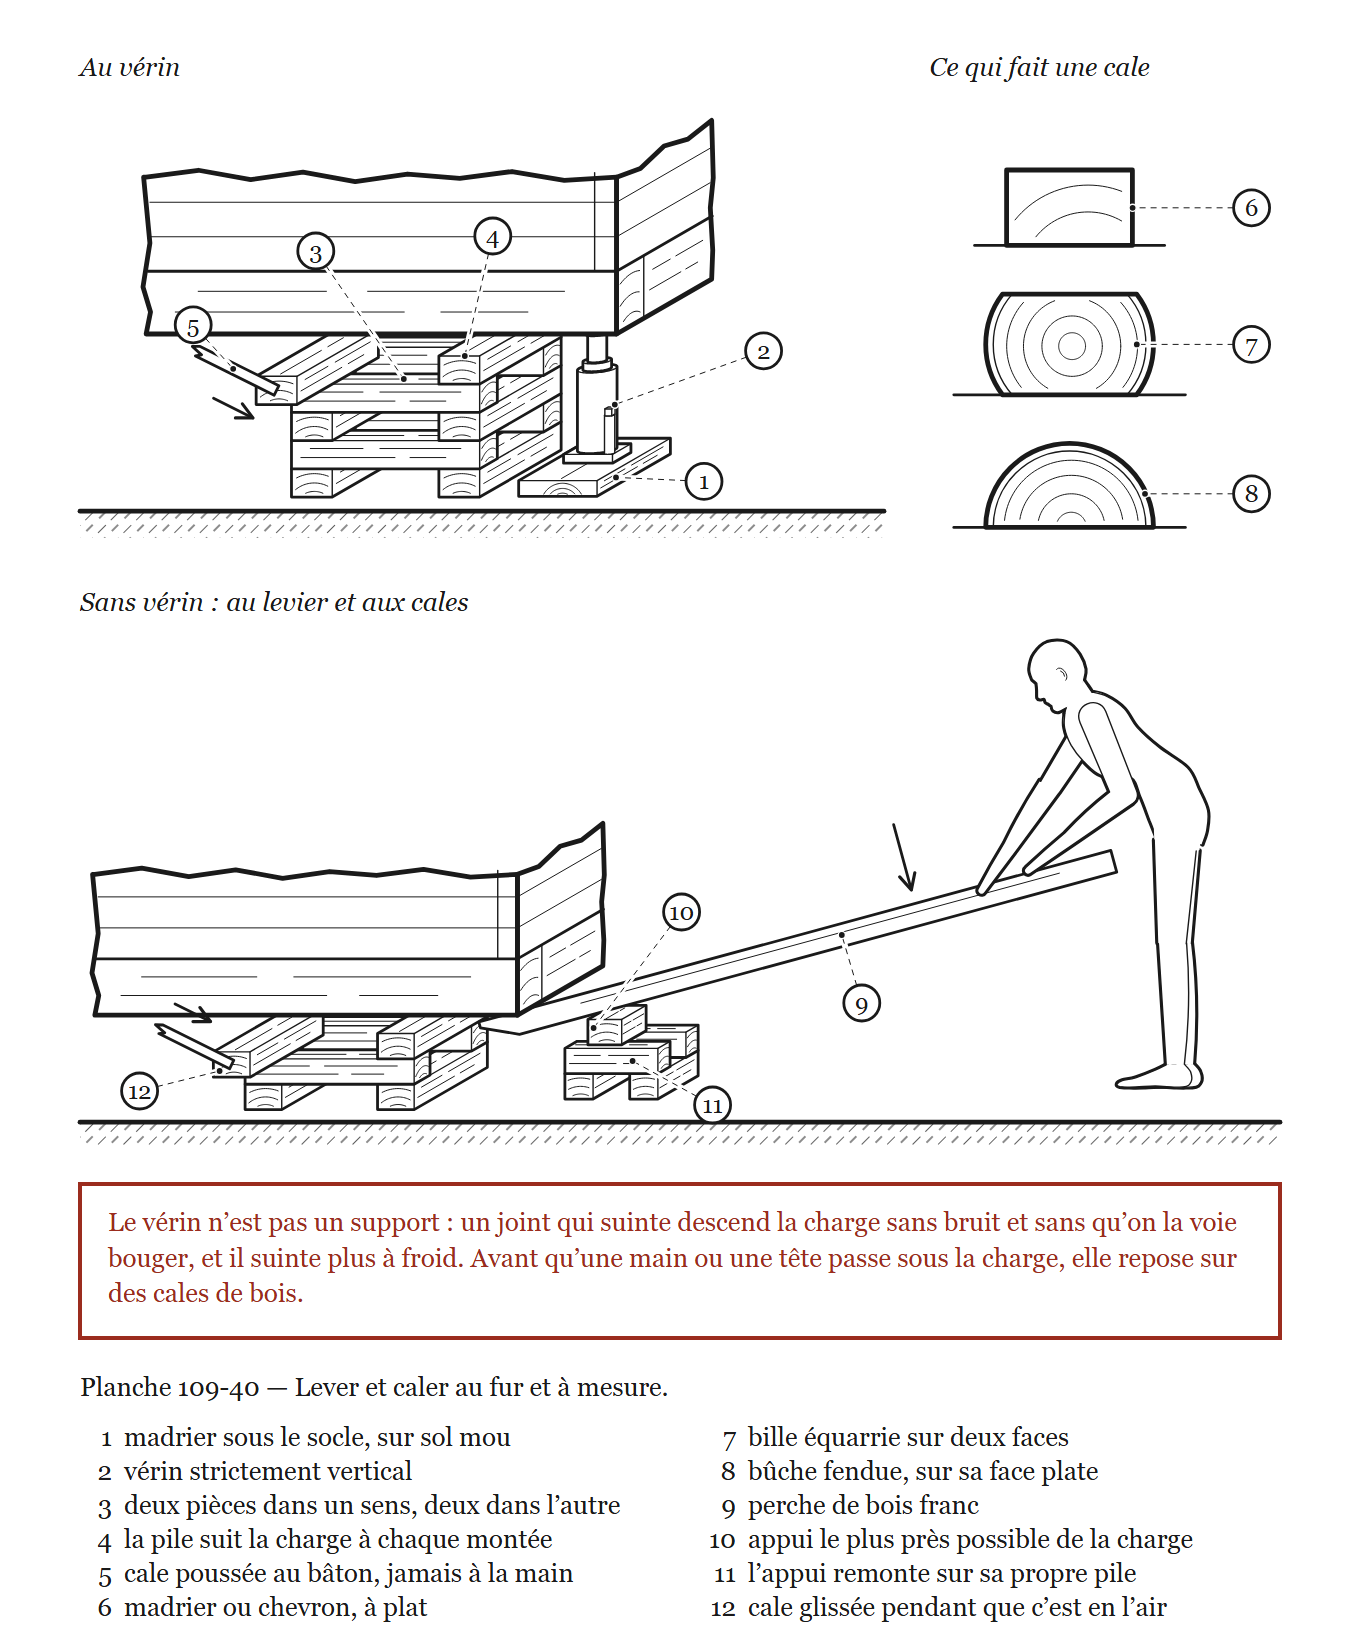 Au vérin
Ce qui fait une cale
3
4
5
2
1
6
7
8
Sans vérin : au levier et aux cales
10
9
12
11
Le vérin n’est pas un support : un joint qui suinte descend la charge sans bruit et sans qu’on la voie
bouger, et il suinte plus à froid. Avant qu’une main ou une tête passe sous la charge, elle repose sur
des cales de bois.
Planche 109-40 — Lever et caler au fur et à mesure.
1 madrier sous le socle, sur sol mou
2 vérin strictement vertical
3 deux pièces dans un sens, deux dans l’autre
4 la pile suit la charge à chaque montée
5 cale poussée au bâton, jamais à la main
6 madrier ou chevron, à plat
7 bille équarrie sur deux faces
8 bûche fendue, sur sa face plate
9 perche de bois franc
10 appui le plus près possible de la charge
11 l’appui remonte sur sa propre pile
12 cale glissée pendant que c’est en l’air